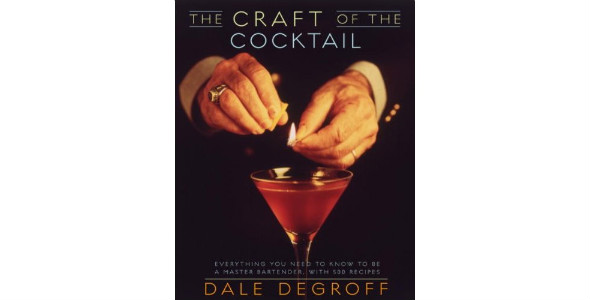 THE CRAFT OF THE
COCKTAIL
EVERYTHING YOU NEED TO KNOW TO BE
A MASTER BARTENDER, WITH 500 RECIPES
DALE DEGROFF